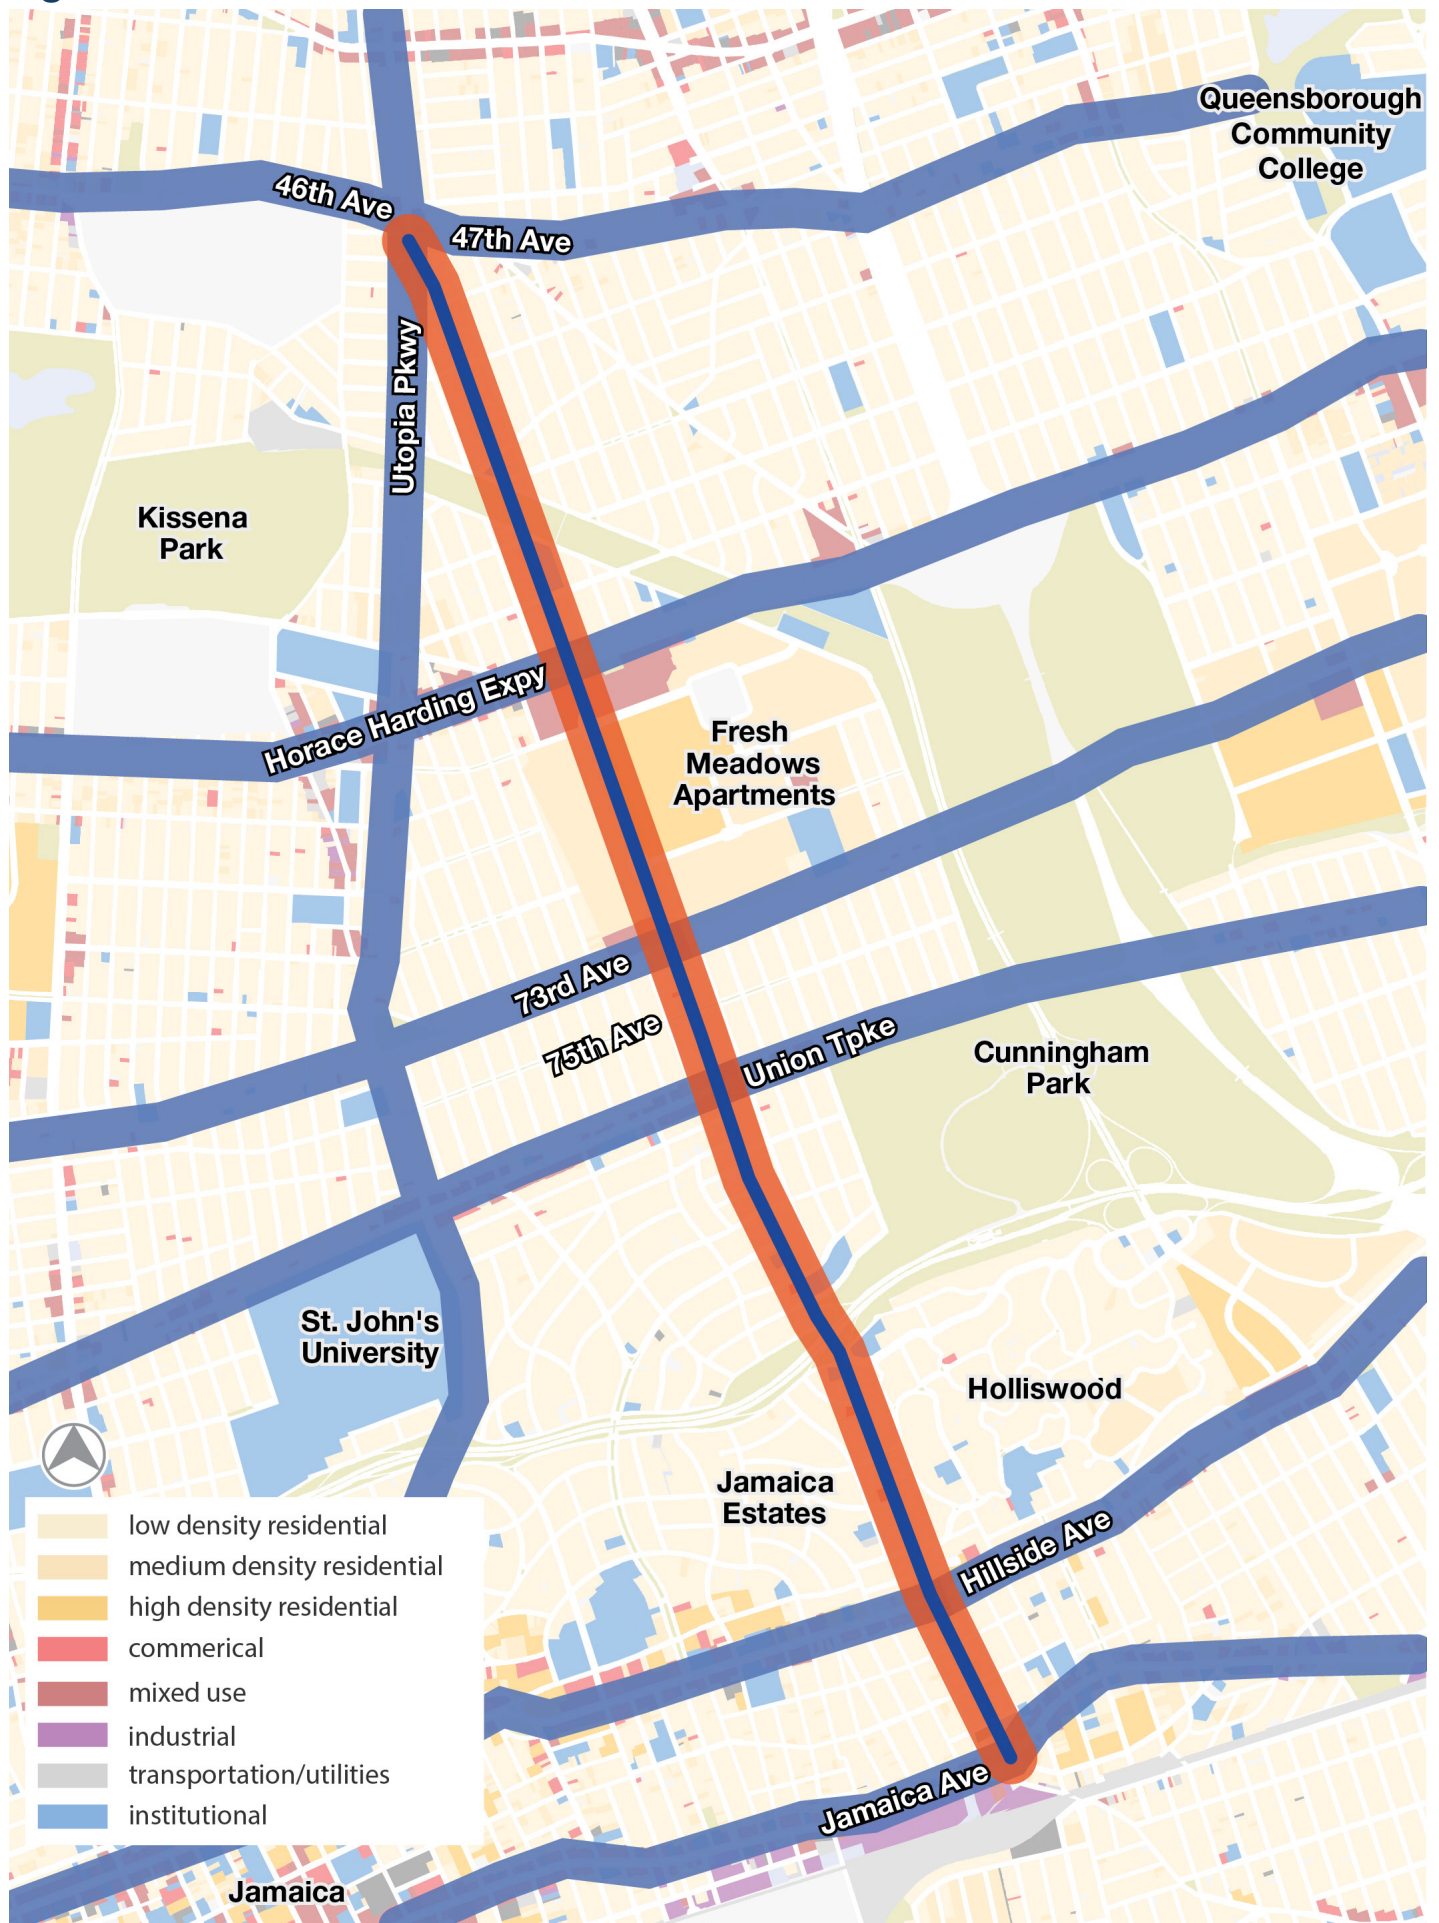 Queensborough
Community
College
46th Ave
47th Ave
Utopia Pkwy
Kissena
Park
Horace Harding Expy
Fresh
Meadows
Apartments
73rd Ave
75th Ave
Union Tpke
Cunningham
Park
St. John's
University
Holliswood
Jamaica
Estates
Hillside Ave
low density residential
medium density residential
high density residential
commerical
mixed use
industrial
transportation/utilities
institutional
Jamaica Ave
Jamaica